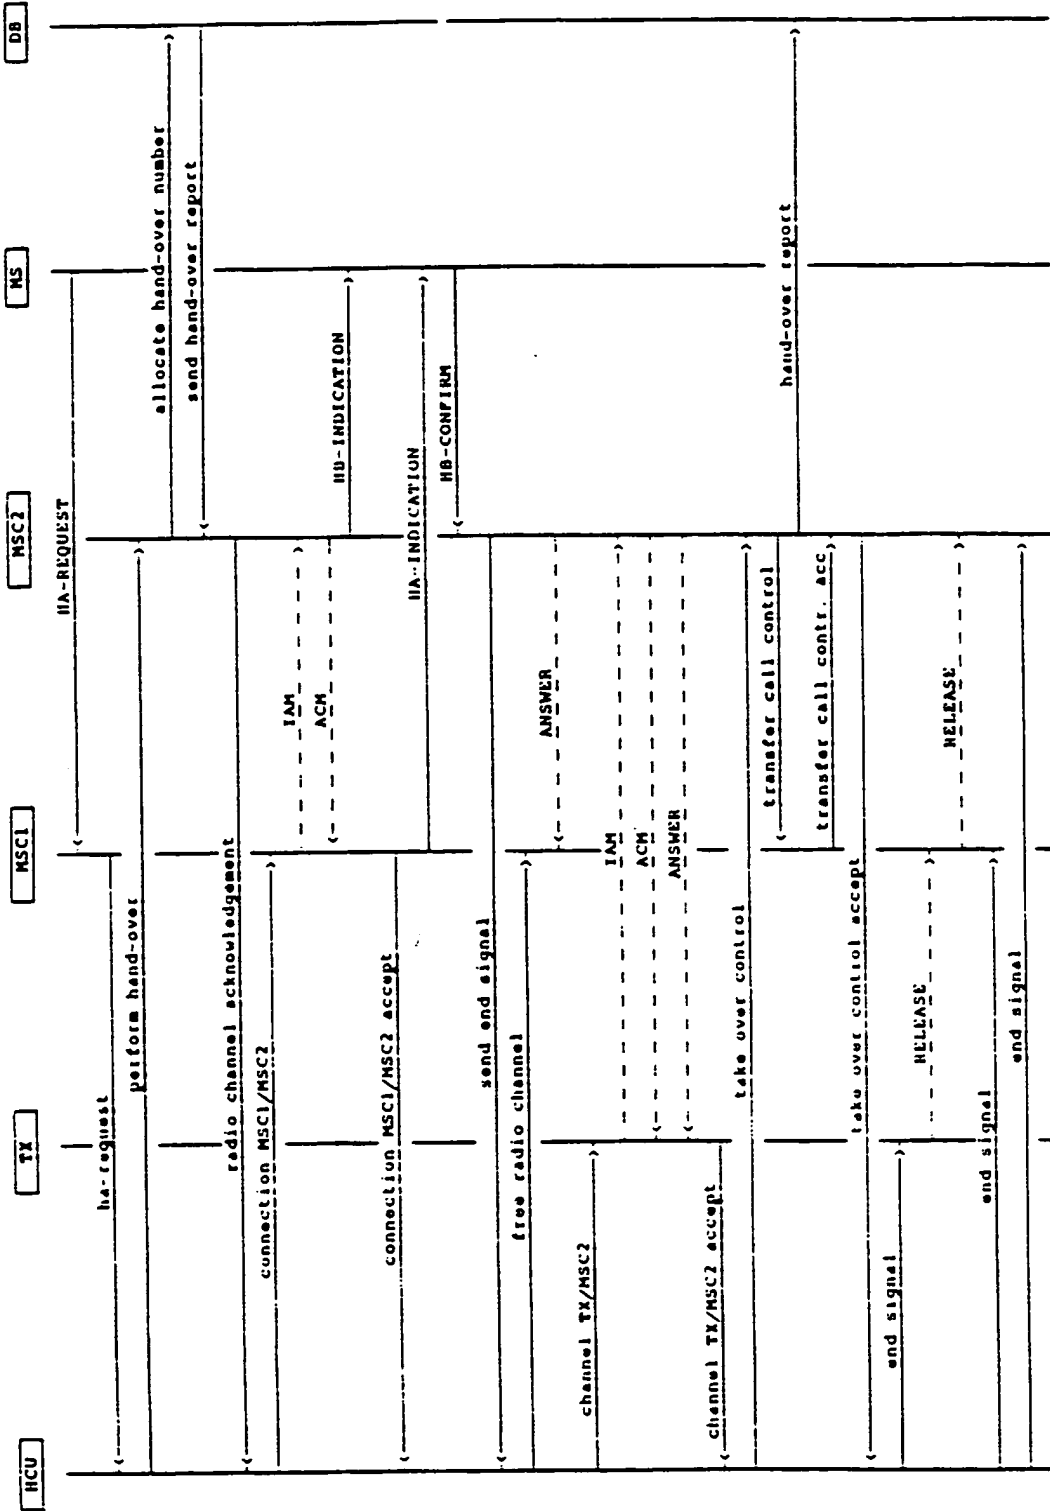 HCU
TX
MSC1
MSC2
MS
DB
HA-REQUEST
ha-request
perform hand-over
allocate hand-over number
send hand-over report
radio channel acknowledgement
connection MSC1/MSC2
IAM
ACM
HB-INDICATION
connection MSC1/MSC2 accept
HA-INDICATION
HB-CONFIRM
send end signal
free radio channel
ANSWER
channel TX/MSC2
IAM
ACM
ANSWER
channel TX/MSC2 accept
take over control
transfer call control
hand-over report
transfer call contr. acc
take over control accept
end signal
RELEASE
RELEASE
end signal
end signal